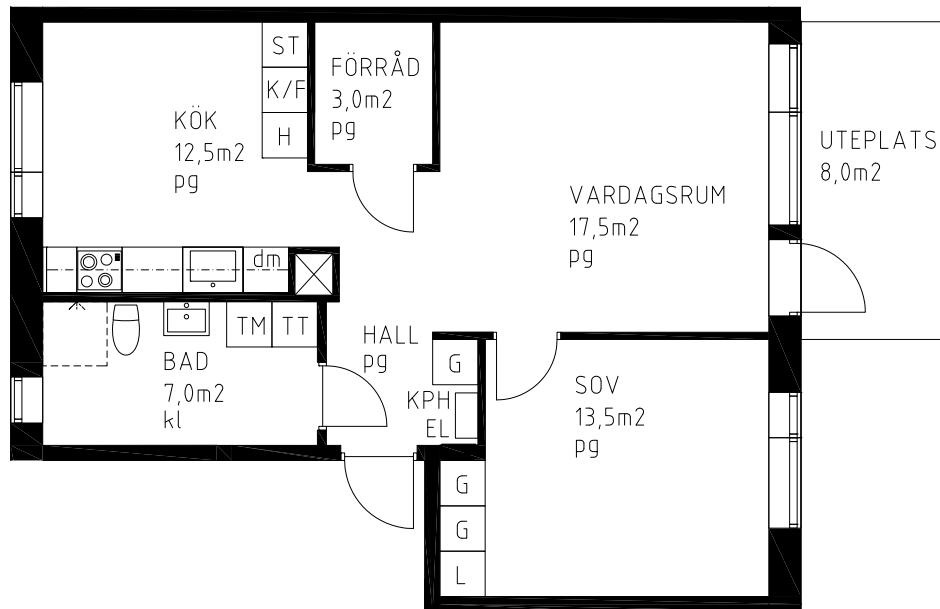 ST
K/F
H
KÖK
12,5m2
pg
FÖRRÅD
3,0m2
pg
VARDAGSRUM
17,5m2
pg
UTEPLATS
8,0m2
dm
TM
TT
BAD
7,0m2
kl
HALL
pg
G
KPH
EL
SOV
13,5m2
pg
G
G
L